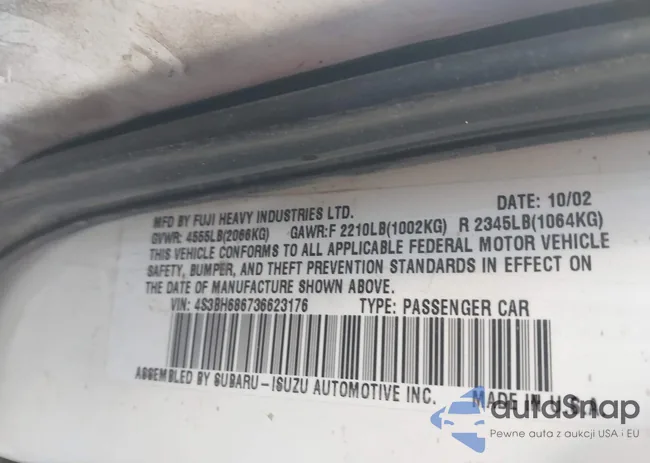 MFD BY FUJI HEAVY INDUSTRIES LTD. DATE: 10/02
GVWR: 4555LB(2066KG) GAWR:F 2210LB(1002KG) R 2345LB(1064KG)
THIS VEHICLE CONFORMS TO ALL APPLICABLE FEDERAL MOTOR VEHICLE
SAFETY, BUMPER, AND THEFT PREVENTION STANDARDS IN EFFECT ON
THE DATE OF MANUFACTURE SHOWN ABOVE.
VIN: 4S3BH686736623176 TYPE: PASSENGER CAR
ASSEMBLED BY SUBARU-ISUZU AUTOMOTIVE INC. MADE IN U.S.A
autoSnap
Pewne auta z aukcji USA i EU